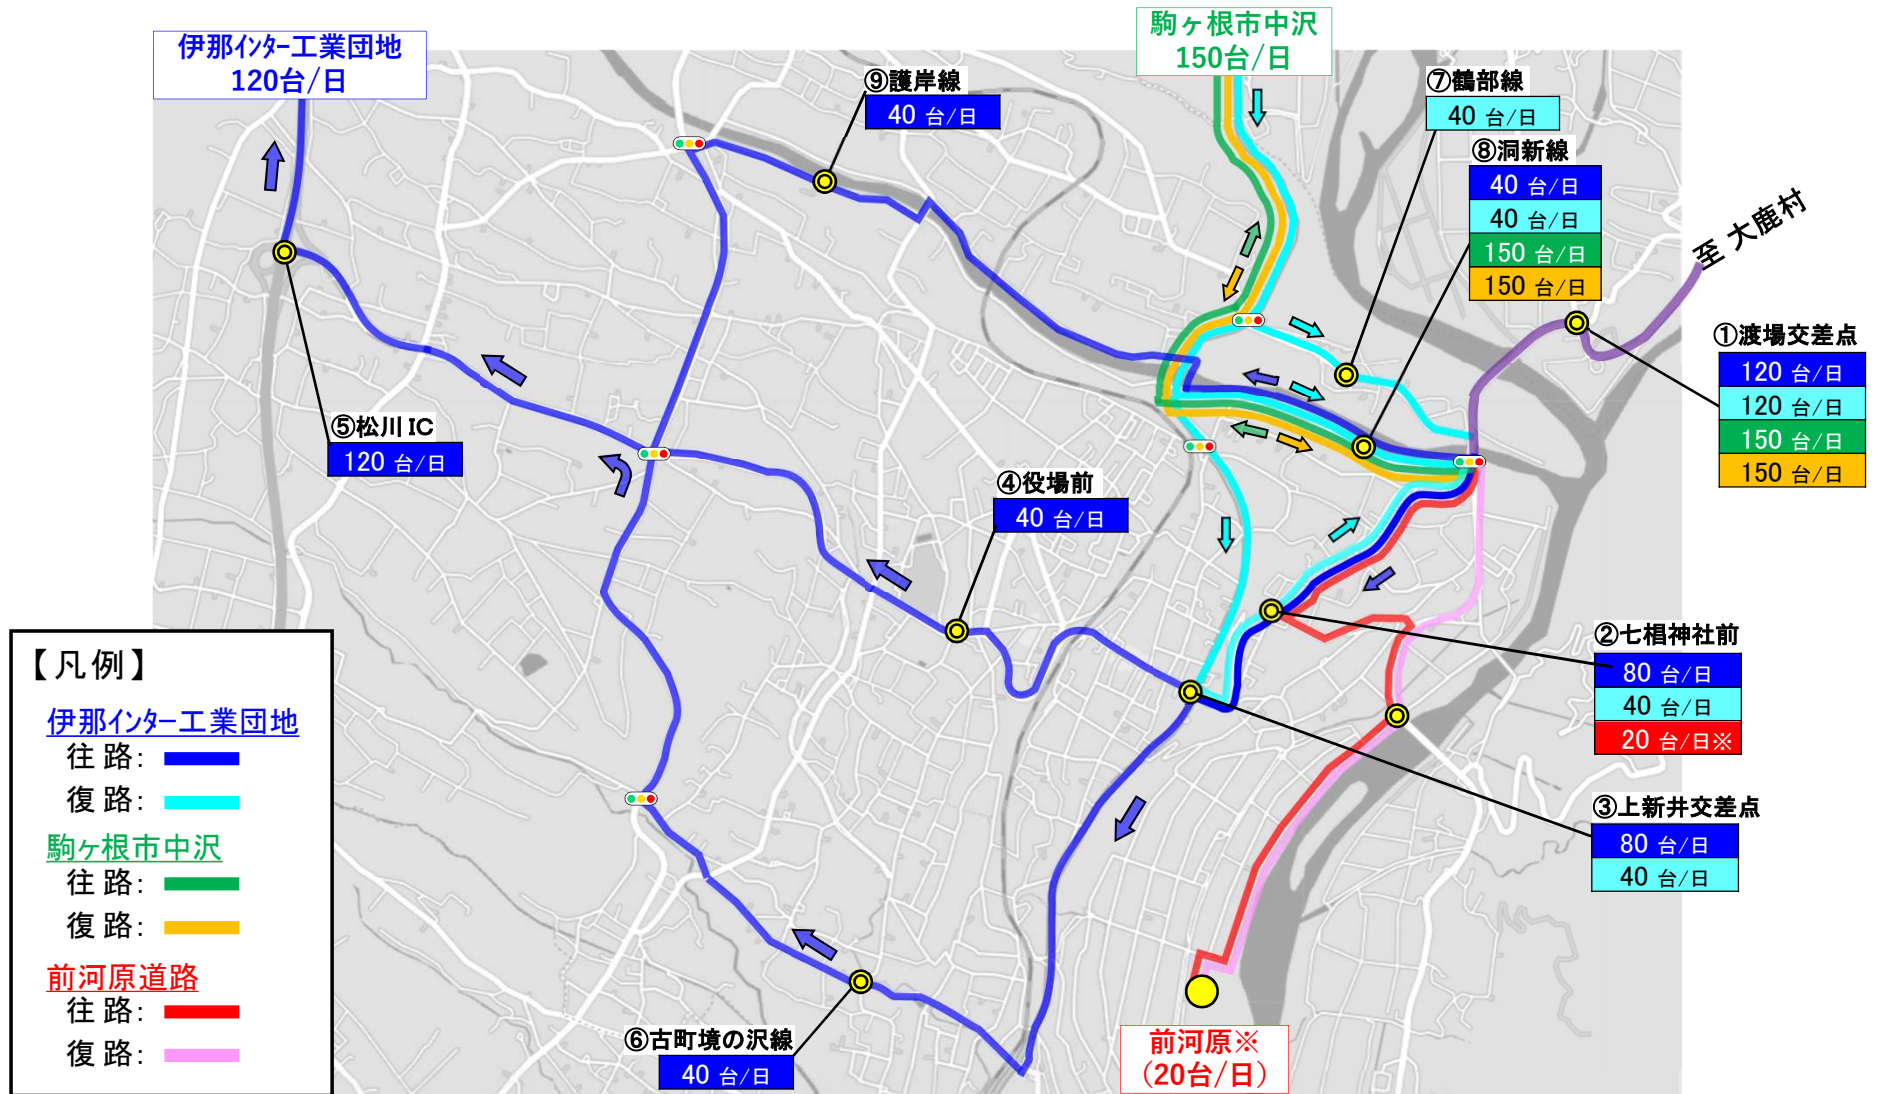 伊那インター工業団地
120台/日
駒ヶ根市中沢
150台/日
⑨護岸線
40 台/日
⑦鶴部線
40 台/日
⑧洞新線
40 台/日
40 台/日
150 台/日
150 台/日
至 大鹿村
①渡場交差点
120 台/日
120 台/日
150 台/日
150 台/日
⑤松川IC
120 台/日
④役場前
40 台/日
②七椙神社前
80 台/日
40 台/日
20 台/日※
③上新井交差点
80 台/日
40 台/日
⑥古町境の沢線
40 台/日
前河原※
（20台/日）
【凡例】
伊那インター工業団地
往路：
復路：
駒ヶ根市中沢
往路：
復路：
前河原道路
往路：
復路：